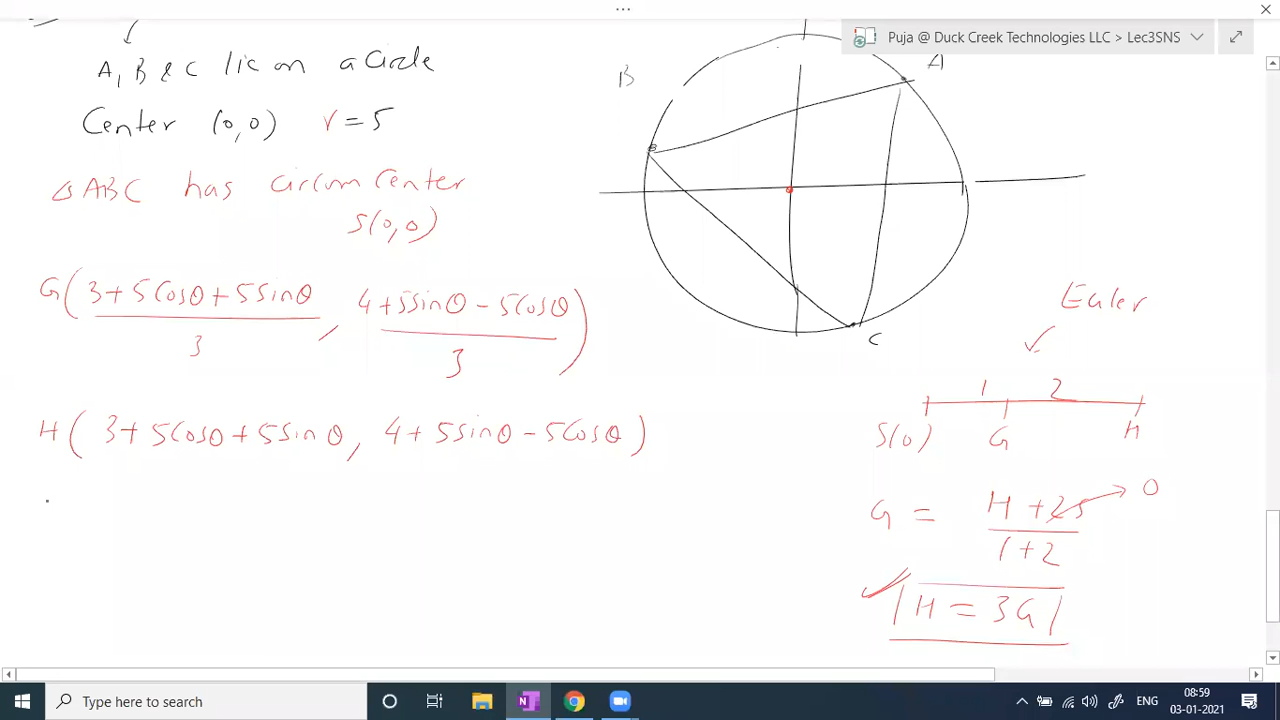 ...
Puja @ Duck Creek Technologies LLC > Lec3SNS
A, B & C lie on a Circle
Center (0,0) r = 5
△ABC has circumCenter
S(0,0)
G( 3+5Cosθ+5Sinθ / 3 , 4+5sinθ-5Cosθ / 3 )
H( 3+5Cosθ+5Sinθ, 4+5sinθ-5Cosθ )
B
A
B
C
Euler
1 2
S(0) G H
G = H+2S / 1+2 → 0
H = 3G
Type here to search
N
ENG
08:59
03-01-2021